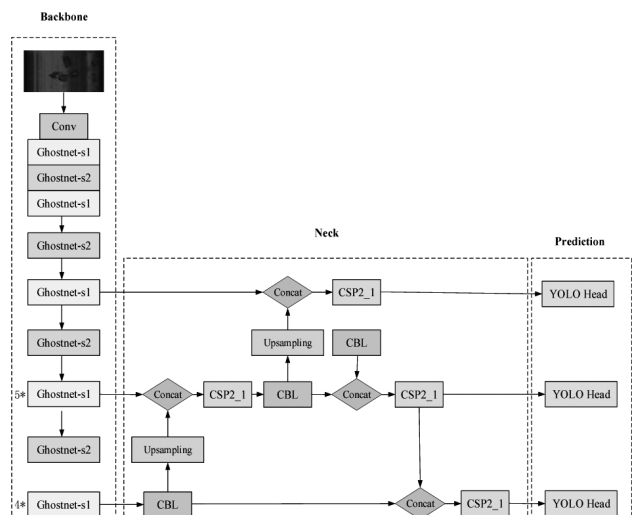 Backbone
Conv
Ghostnet-s1
Ghostnet-s2
Ghostnet-s1
Ghostnet-s2
Neck
Prediction
Ghostnet-s1
Concat
CSP2_1
YOLO Head
Ghostnet-s2
Upsampling
CBL
5*
Ghostnet-s1
Concat
CSP2_1
CBL
Concat
CSP2_1
YOLO Head
Ghostnet-s2
Upsampling
4*
Ghostnet-s1
CBL
Concat
CSP2_1
YOLO Head